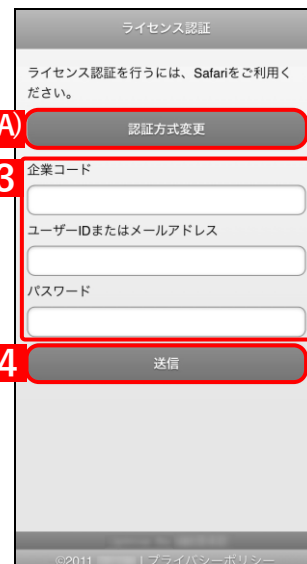 ライセンス認証
ライセンス認証を行うには、Safariをご利用く
ださい。
A)
認証方式変更
3
企業コード
ユーザーIDまたはメールアドレス
パスワード
4
送信
©2011 | プライバシーポリシー